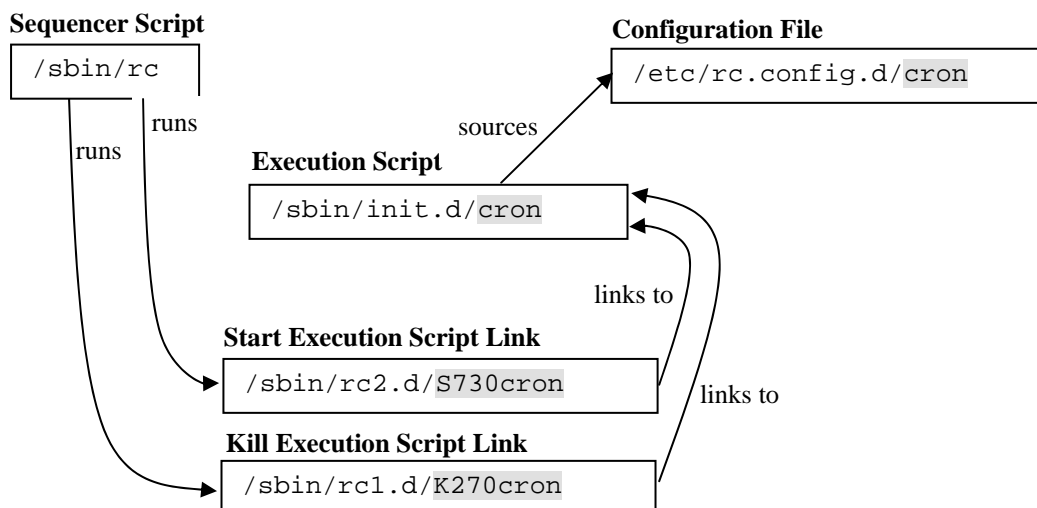 Sequencer Script
/sbin/rc
Configuration File
/etc/rc.config.d/cron
runs
runs
sources
Execution Script
/sbin/init.d/cron
links to
Start Execution Script Link
/sbin/rc2.d/S730cron
links to
Kill Execution Script Link
/sbin/rc1.d/K270cron